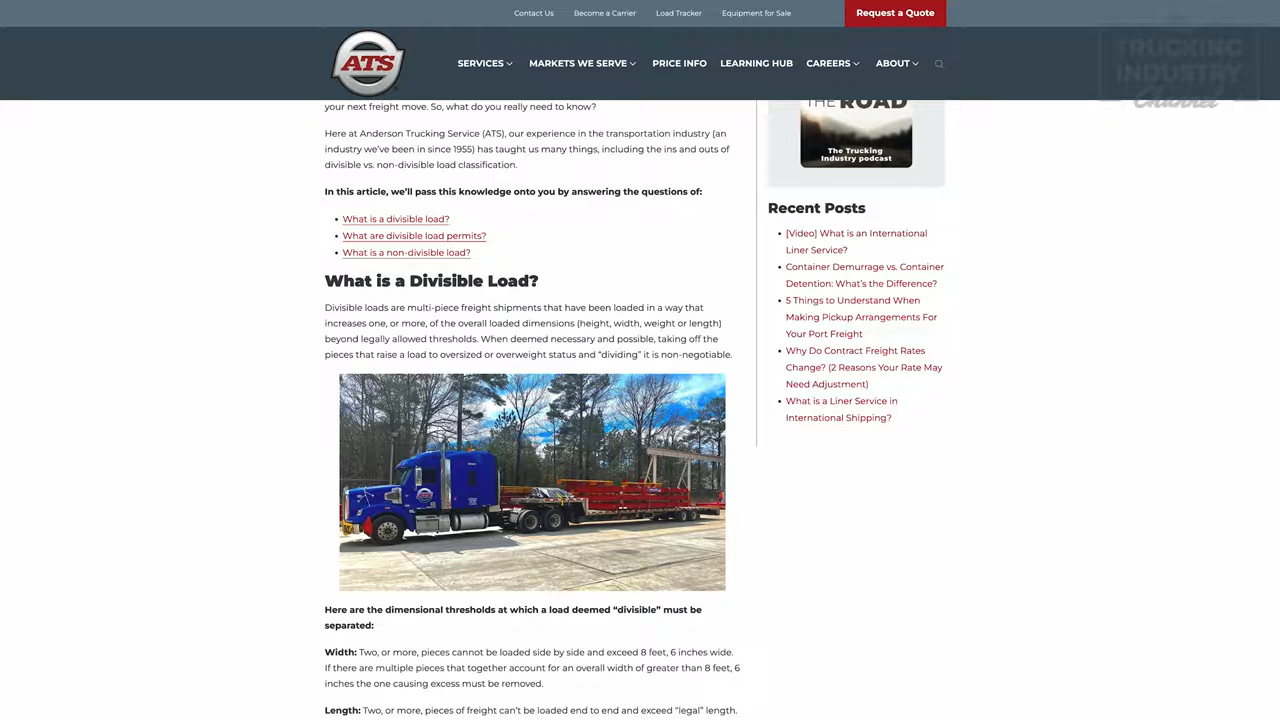 Contact Us Become a Carrier Load Tracker Equipment for Sale Request a Quote
ATS
SERVICES MARKETS WE SERVE PRICE INFO LEARNING HUB CAREERS ABOUT
TRUCKING
INDUSTRY
Channel
your next freight move. So, what do you really need to know?
Here at Anderson Trucking Service (ATS), our experience in the transportation industry (an
industry we've been in since 1955) has taught us many things, including the ins and outs of
divisible vs. non-divisible load classification.
In this article, we'll pass this knowledge onto you by answering the questions of:
• What is a divisible load?
• What are divisible load permits?
• What is a non-divisible load?
What is a Divisible Load?
Divisible loads are multi-piece freight shipments that have been loaded in a way that
increases one, or more, of the overall loaded dimensions (height, width, weight or length)
beyond legally allowed thresholds. When deemed necessary and possible, taking off the
pieces that raise a load to oversized or overweight status and “dividing” it is non-negotiable.
Here are the dimensional thresholds at which a load deemed “divisible” must be
separated:
Width: Two, or more, pieces cannot be loaded side by side and exceed 8 feet, 6 inches wide.
If there are multiple pieces that together account for an overall width of greater than 8 feet, 6
inches the one causing excess must be removed.
Length: Two, or more, pieces of freight can't be loaded end to end and exceed “legal” length.
THE ROAD
The Trucking
Industry podcast
Recent Posts
• [Video] What is an International
Liner Service?
• Container Demurrage vs. Container
Detention: What's the Difference?
• 5 Things to Understand When
Making Pickup Arrangements For
Your Port Freight
• Why Do Contract Freight Rates
Change? (2 Reasons Your Rate May
Need Adjustment)
• What is a Liner Service in
International Shipping?